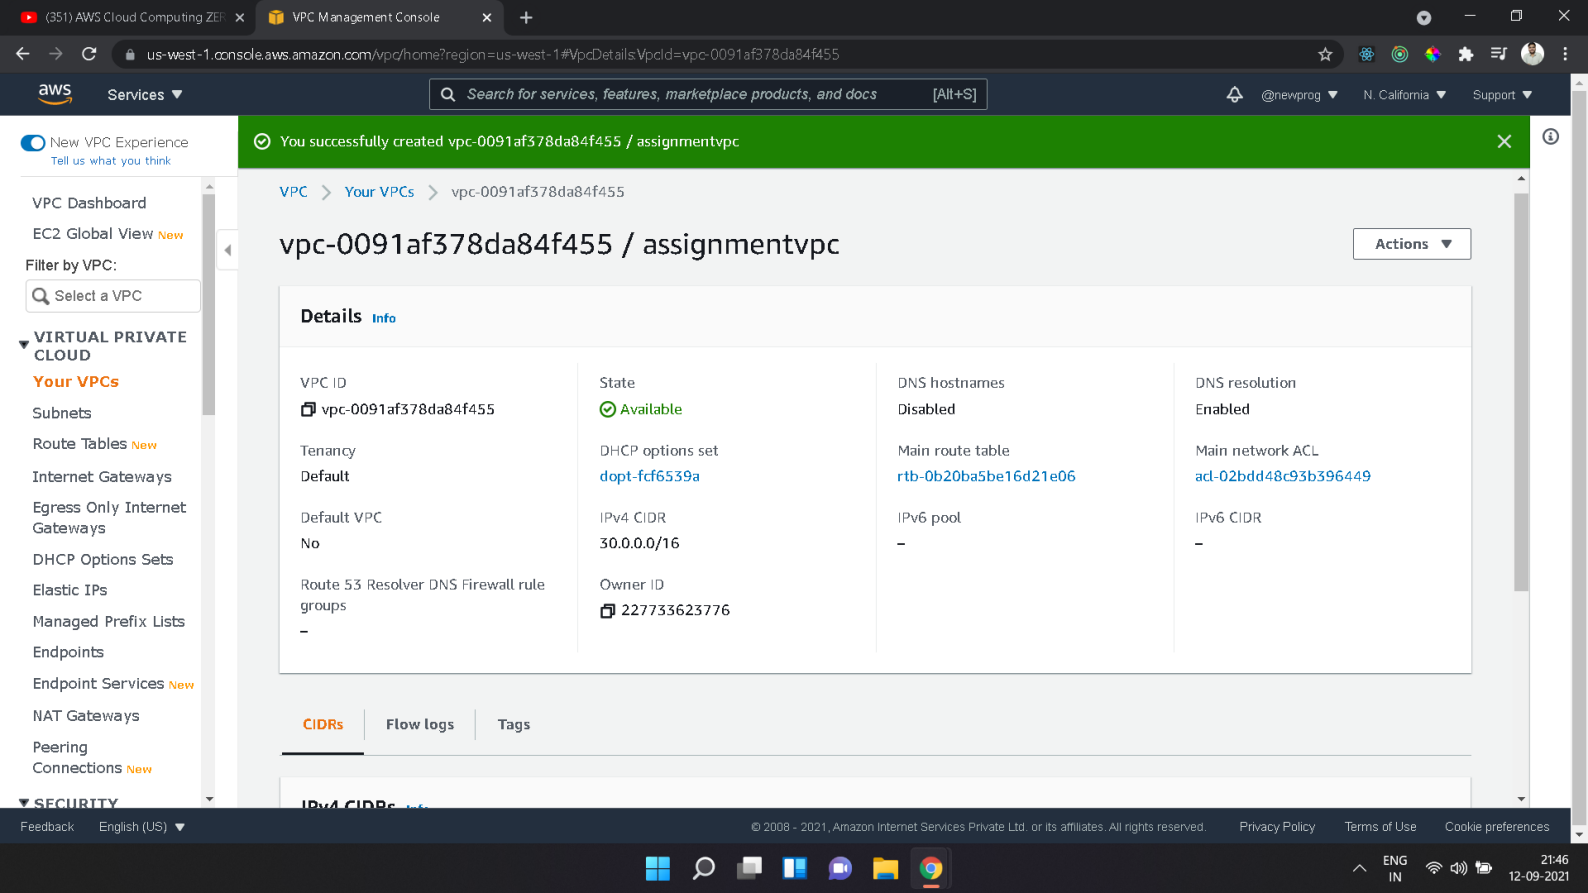 (351) AWS Cloud Computing ZER
VPC Management Console
us-west-1.console.aws.amazon.com/vpc/home?region=us-west-1#VpcDetails:VpcId=vpc-0091af378da84f455
aws
Services
Search for services, features, marketplace products, and docs [Alt+S]
@newprog
N. California
Support
New VPC Experience
Tell us what you think
You successfully created vpc-0091af378da84f455 / assignmentvpc
VPC Dashboard
EC2 Global View New
Filter by VPC:
Select a VPC
VIRTUAL PRIVATE
CLOUD
Your VPCs
Subnets
Route Tables New
Internet Gateways
Egress Only Internet
Gateways
DHCP Options Sets
Elastic IPs
Managed Prefix Lists
Endpoints
Endpoint Services New
NAT Gateways
Peering
Connections New
SECURITY
VPC Your VPCs vpc-0091af378da84f455
vpc-0091af378da84f455 / assignmentvpc
Actions
Details Info
VPC ID
vpc-0091af378da84f455
State
Available
DNS hostnames
Disabled
DNS resolution
Enabled
Tenancy
Default
DHCP options set
dopt-fcf6539a
Main route table
rtb-0b20ba5be16d21e06
Main network ACL
acl-02bdd48c93b396449
Default VPC
No
IPv4 CIDR
30.0.0.0/16
IPv6 pool
–
IPv6 CIDR
–
Route 53 Resolver DNS Firewall rule
groups
–
Owner ID
227733623776
CIDRs
Flow logs
Tags
IPv4 CIDRs Info
Feedback
English (US)
© 2008 - 2021, Amazon Internet Services Private Ltd. or its affiliates. All rights reserved.
Privacy Policy
Terms of Use
Cookie preferences
ENG
IN
21:46
12-09-2021